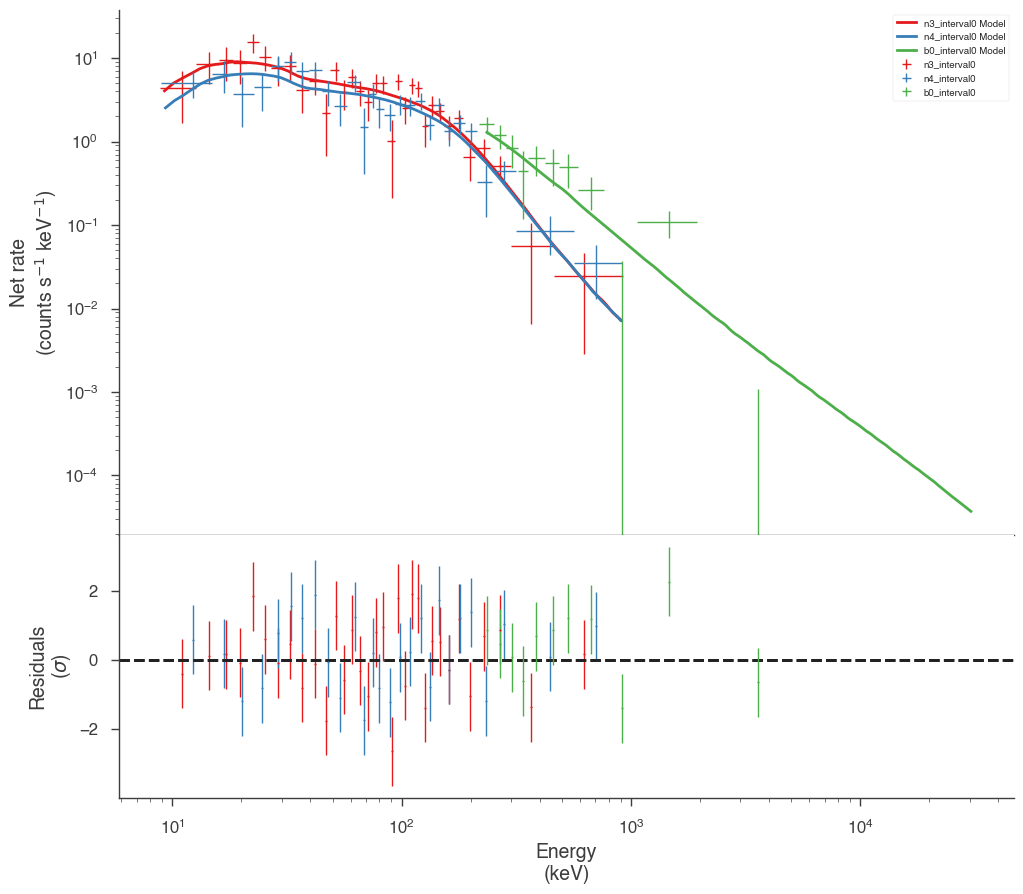 n3_interval0 Model
n4_interval0 Model
b0_interval0 Model
n3_interval0
n4_interval0
b0_interval0
10¹
10⁰
10⁻¹
10⁻²
10⁻³
10⁻⁴
Net rate
(counts s⁻¹ keV⁻¹)
2
0
−2
Residuals
(σ)
10¹ 10² 10³ 10⁴
Energy
(keV)